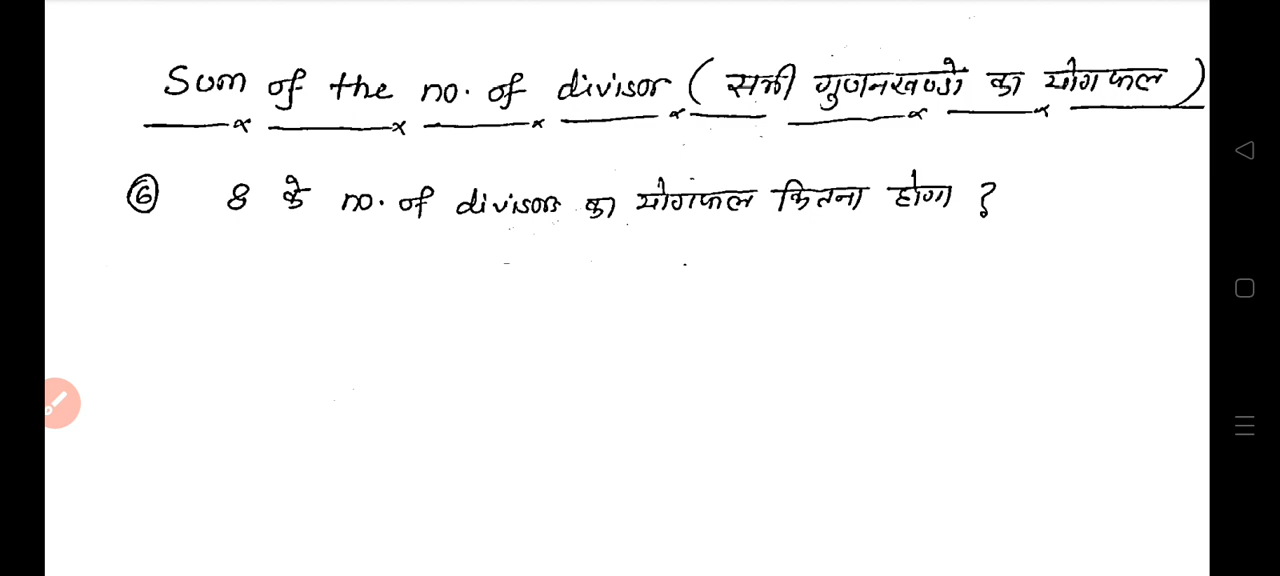 Sum of the no. of divisor ( सभी गुणनखण्डो का योगफल )
⑥ 8 के no. of divisors का योगफल कितना होगा ?